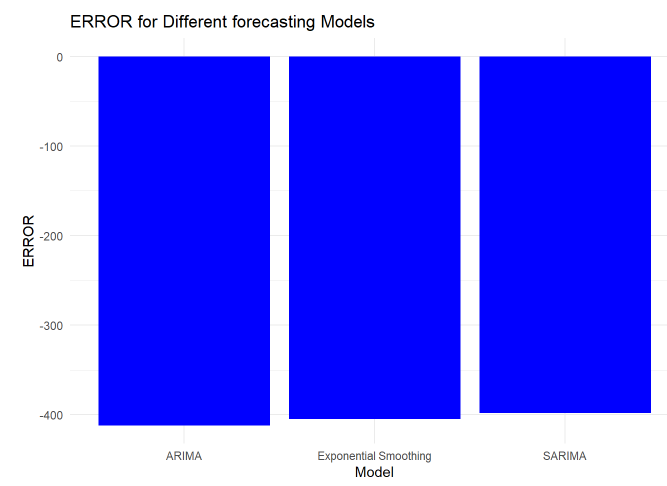 ERROR for Different forecasting Models
0
-100
-200
-300
-400
ERROR
ARIMA
Exponential Smoothing
SARIMA
Model